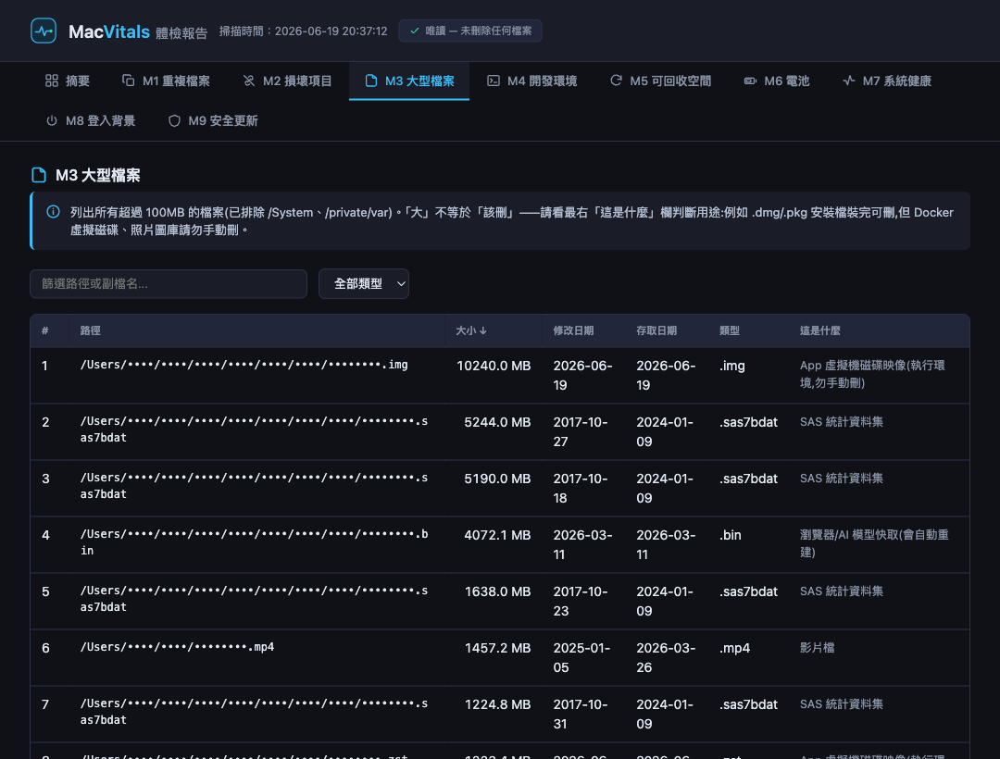 MacVitals 體檢報告 掃描時間：2026-06-19 20:37:12 唯讀 — 未刪除任何檔案
摘要 M1 重複檔案 M2 損壞項目 M3 大型檔案 M4 開發環境 M5 可回收空間 M6 電池 M7 系統健康
M8 登入背景 M9 安全更新
M3 大型檔案
列出所有超過 100MB 的檔案(已排除 /System、/private/var)。「大」不等於「該刪」——請看最右「這是什麼」欄判斷用途:例如 .dmg/.pkg 安裝檔裝完可刪,但 Docker
虛擬磁碟、照片圖庫請勿手動刪。
篩選路徑或副檔名... 全部類型
# 路徑 大小 ↓ 修改日期 存取日期 類型 這是什麼
1 /Users/••••/••••/••••/••••/••••/••••/••••••••.img 10240.0 MB 2026-06- 2026-06- .img App 虛擬機磁碟映像(執行環
19 19 境,勿手動刪)
2 /Users/••••/••••/••••/••••/••••/••••/••••/••••••••.s 5244.0 MB 2017-10- 2024-01- .sas7bdat SAS 統計資料集
as7bdat 27 09
3 /Users/••••/••••/••••/••••/••••/••••/••••/••••••••.s 5190.0 MB 2017-10- 2024-01- .sas7bdat SAS 統計資料集
as7bdat 18 09
4 /Users/••••/••••/••••/••••/••••/••••/••••/••••••••.b 4072.1 MB 2026-03- 2026-03- .bin 瀏覽器/AI 模型快取(會自動重
in 11 11 建)
5 /Users/••••/••••/••••/••••/••••/••••/••••/••••••••.s 1638.0 MB 2017-10- 2024-01- .sas7bdat SAS 統計資料集
as7bdat 23 09
6 /Users/••••/••••/••••••••.mp4 1457.2 MB 2025-01- 2026-03- .mp4 影片檔
05 26
7 /Users/••••/••••/••••/••••/••••/••••/••••/••••••••.s 1224.8 MB 2017-10- 2024-01- .sas7bdat SAS 統計資料集
as7bdat 31 09